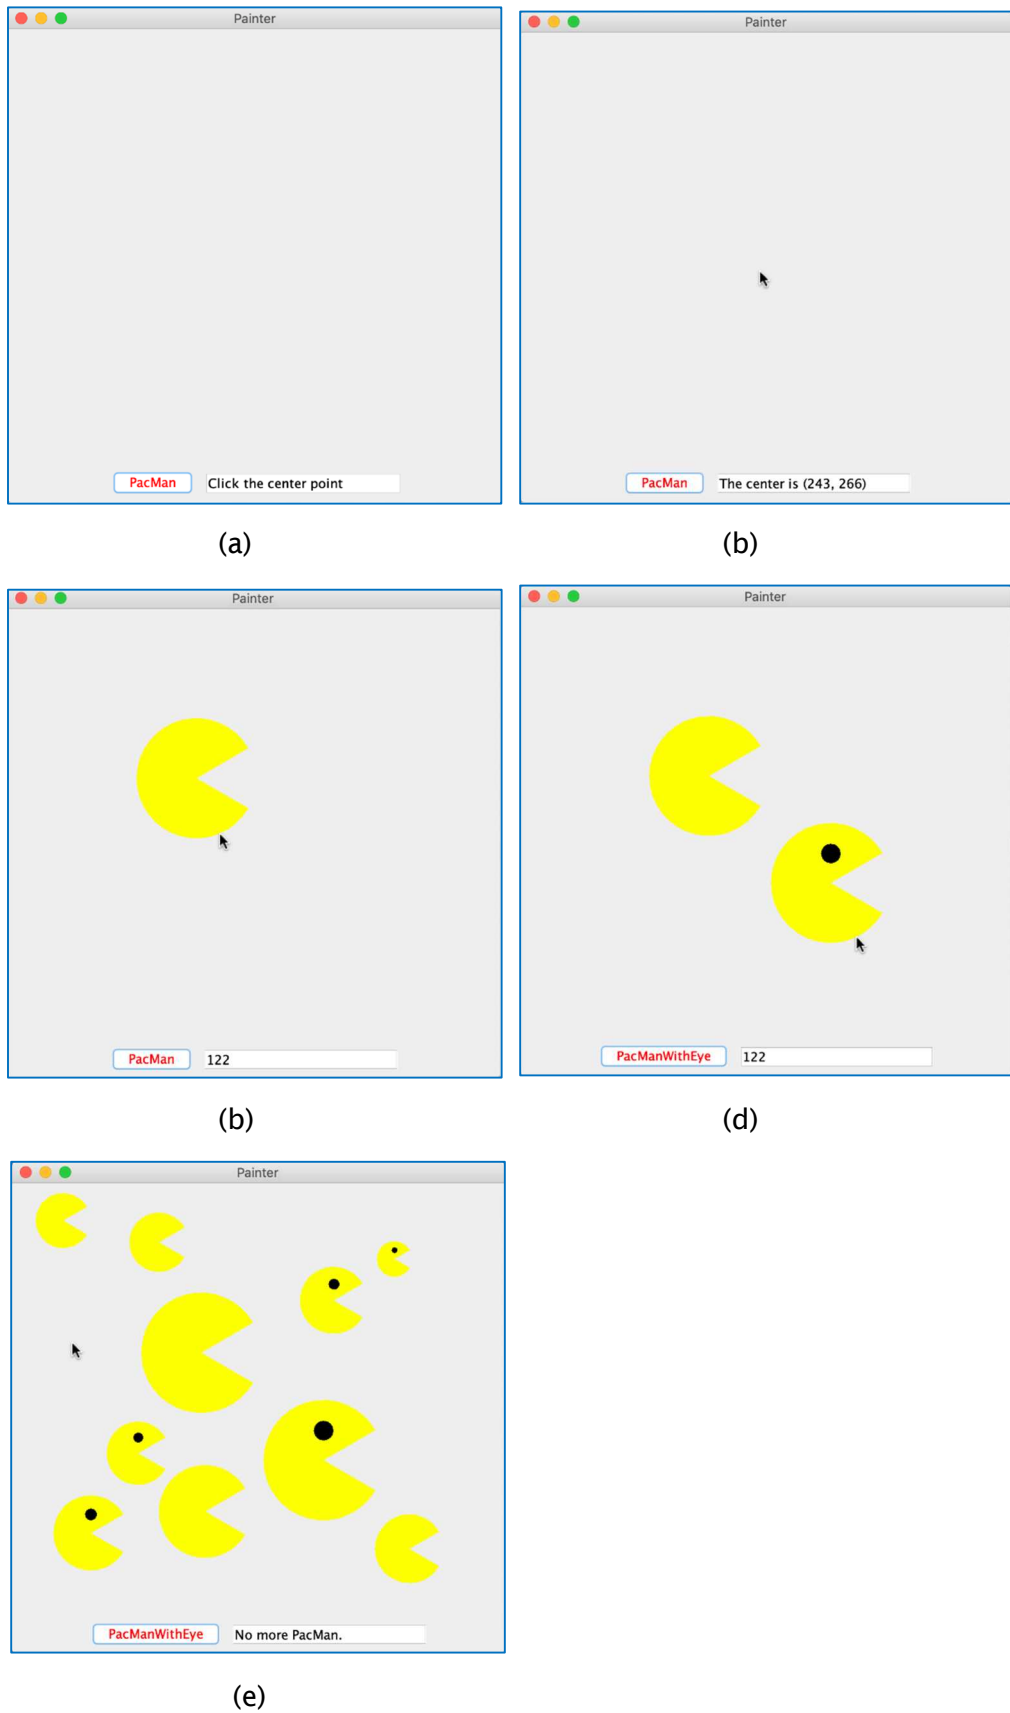 Painter
Painter
PacMan Click the center point
PacMan The center is (243, 266)
(a)
(b)
Painter
Painter
PacMan 122
PacManWithEye 122
(b)
(d)
Painter
PacManWithEye No more PacMan.
(e)